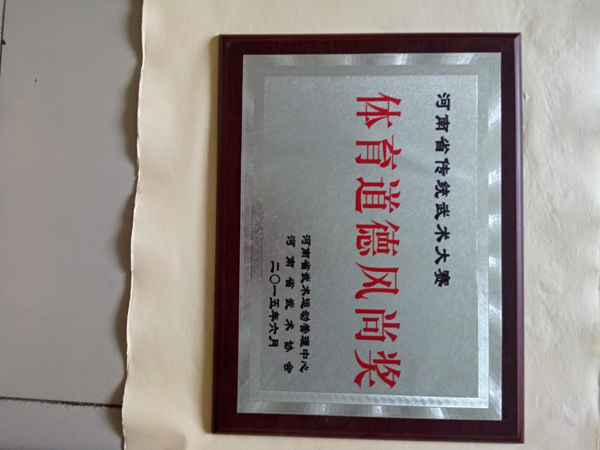 河南省传统武术大赛
体育道德风尚奖
河南省武术运动管理中心
河南省武术协会
二〇一五年六月